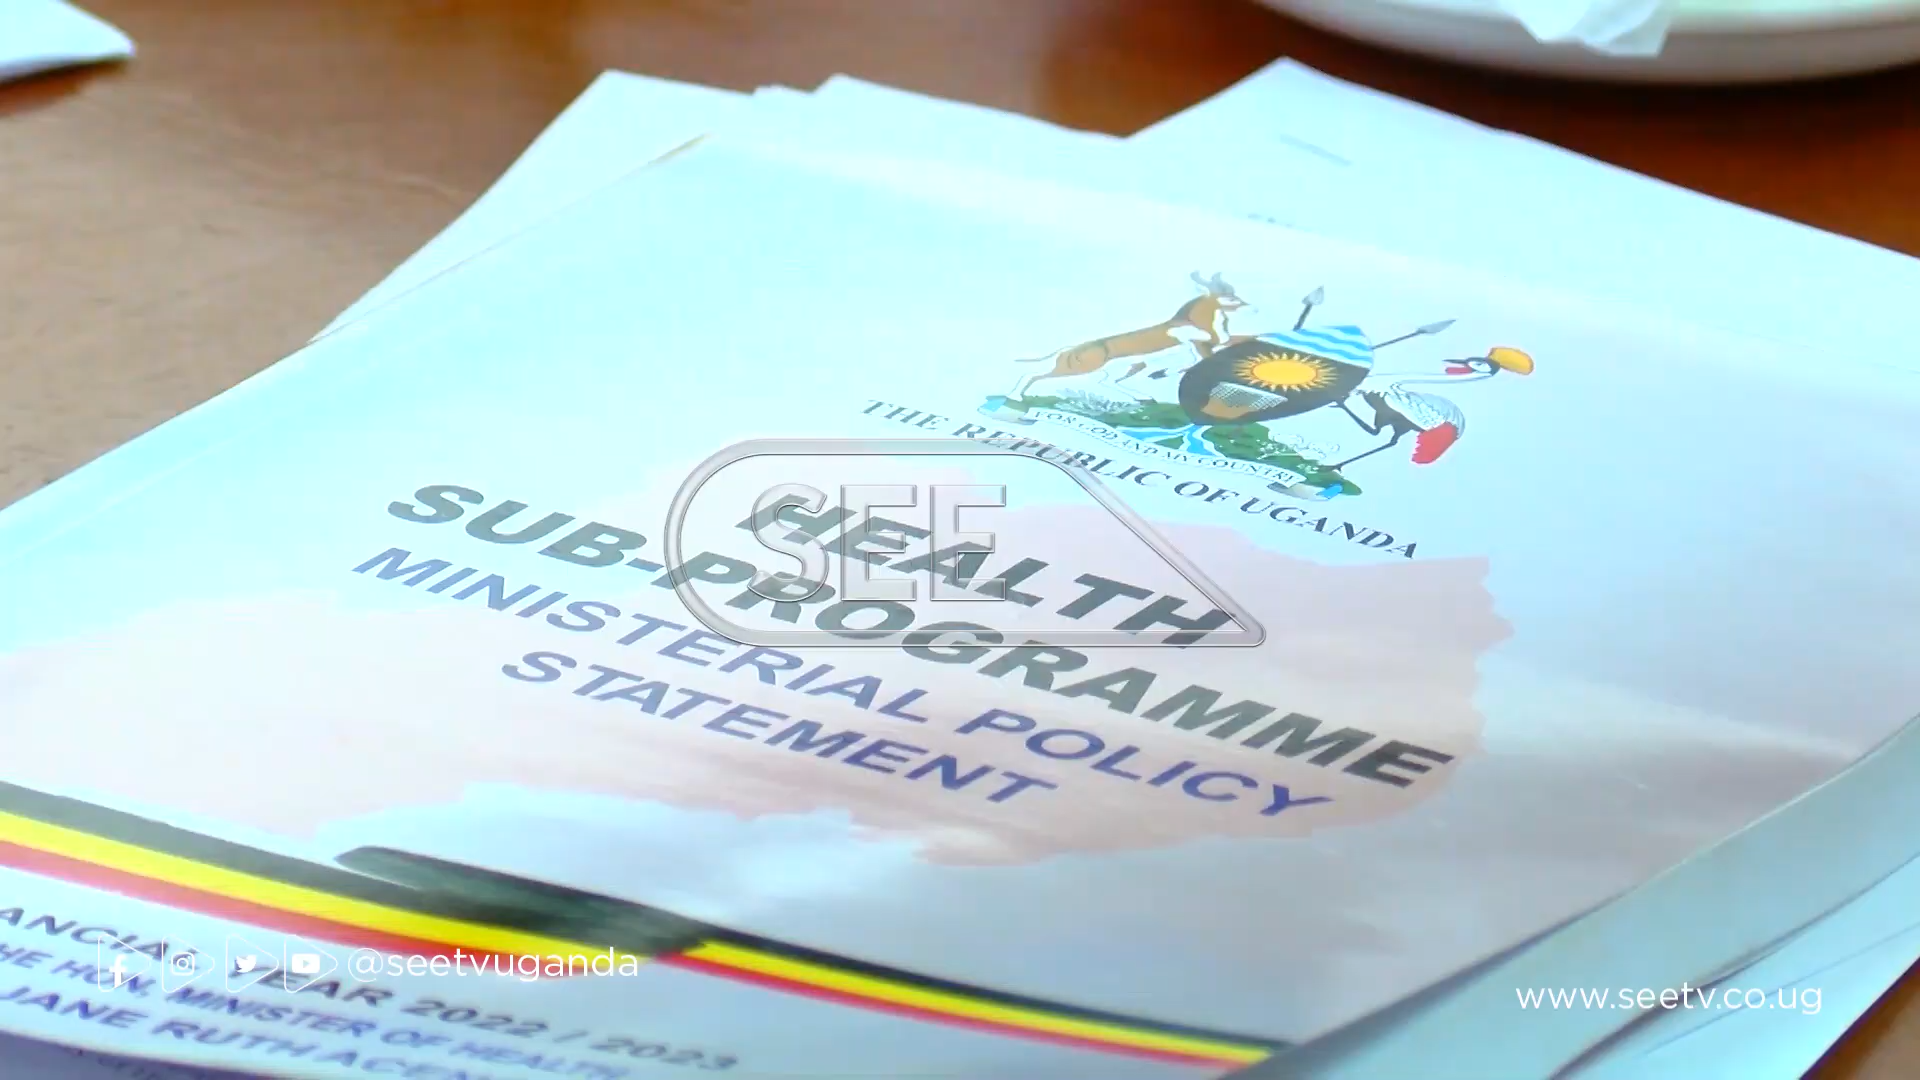 FOR GOD AND MY COUNTRY
THE REPUBLIC OF UGANDA
HEALTH
SUB-PROGRAMME
MINISTERIAL POLICY
STATEMENT
SEE
YEAR 2022 / 2023
HON. MINISTER OF HEALTH
JANE RUTH
@seetvuganda
www.seetv.co.ug